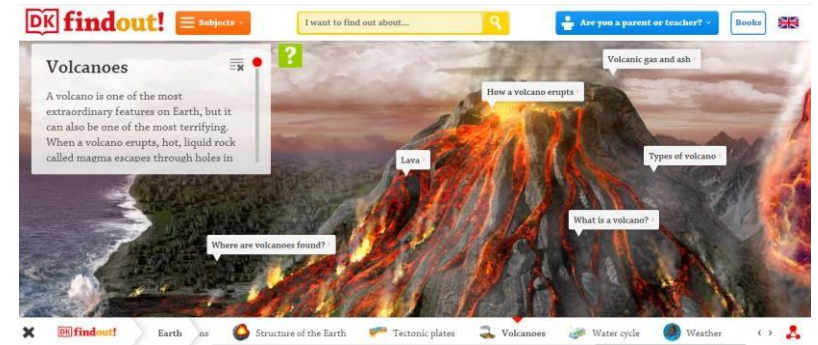 DK findout!
Subjects
I want to find out about...
Are you a parent or teacher?
Books
Volcanoes
A volcano is one of the most
extraordinary features on Earth, but it
can also be one of the most terrifying.
When a volcano erupts, hot, liquid rock
called magma escapes through holes in
?
Volcanic gas and ash
How a volcano erupts
Lava
Types of volcano
What is a volcano?
Where are volcanoes found?
DK findout!
Earth
ns
Structure of the Earth
Tectonic plates
Volcanoes
Water cycle
Weather